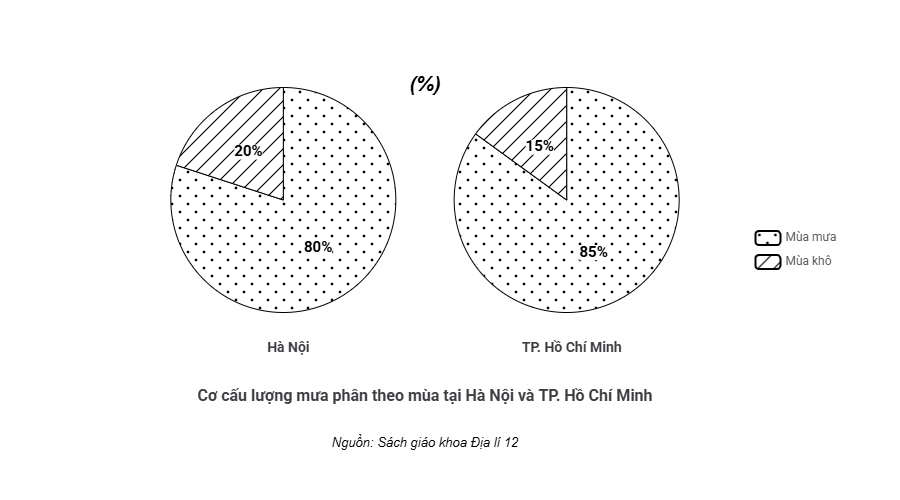 (%)
20%
80%
15%
85%
Mùa mưa
Mùa khô
Hà Nội
TP. Hồ Chí Minh
Cơ cấu lượng mưa phân theo mùa tại Hà Nội và TP. Hồ Chí Minh
Nguồn: Sách giáo khoa Địa lí 12